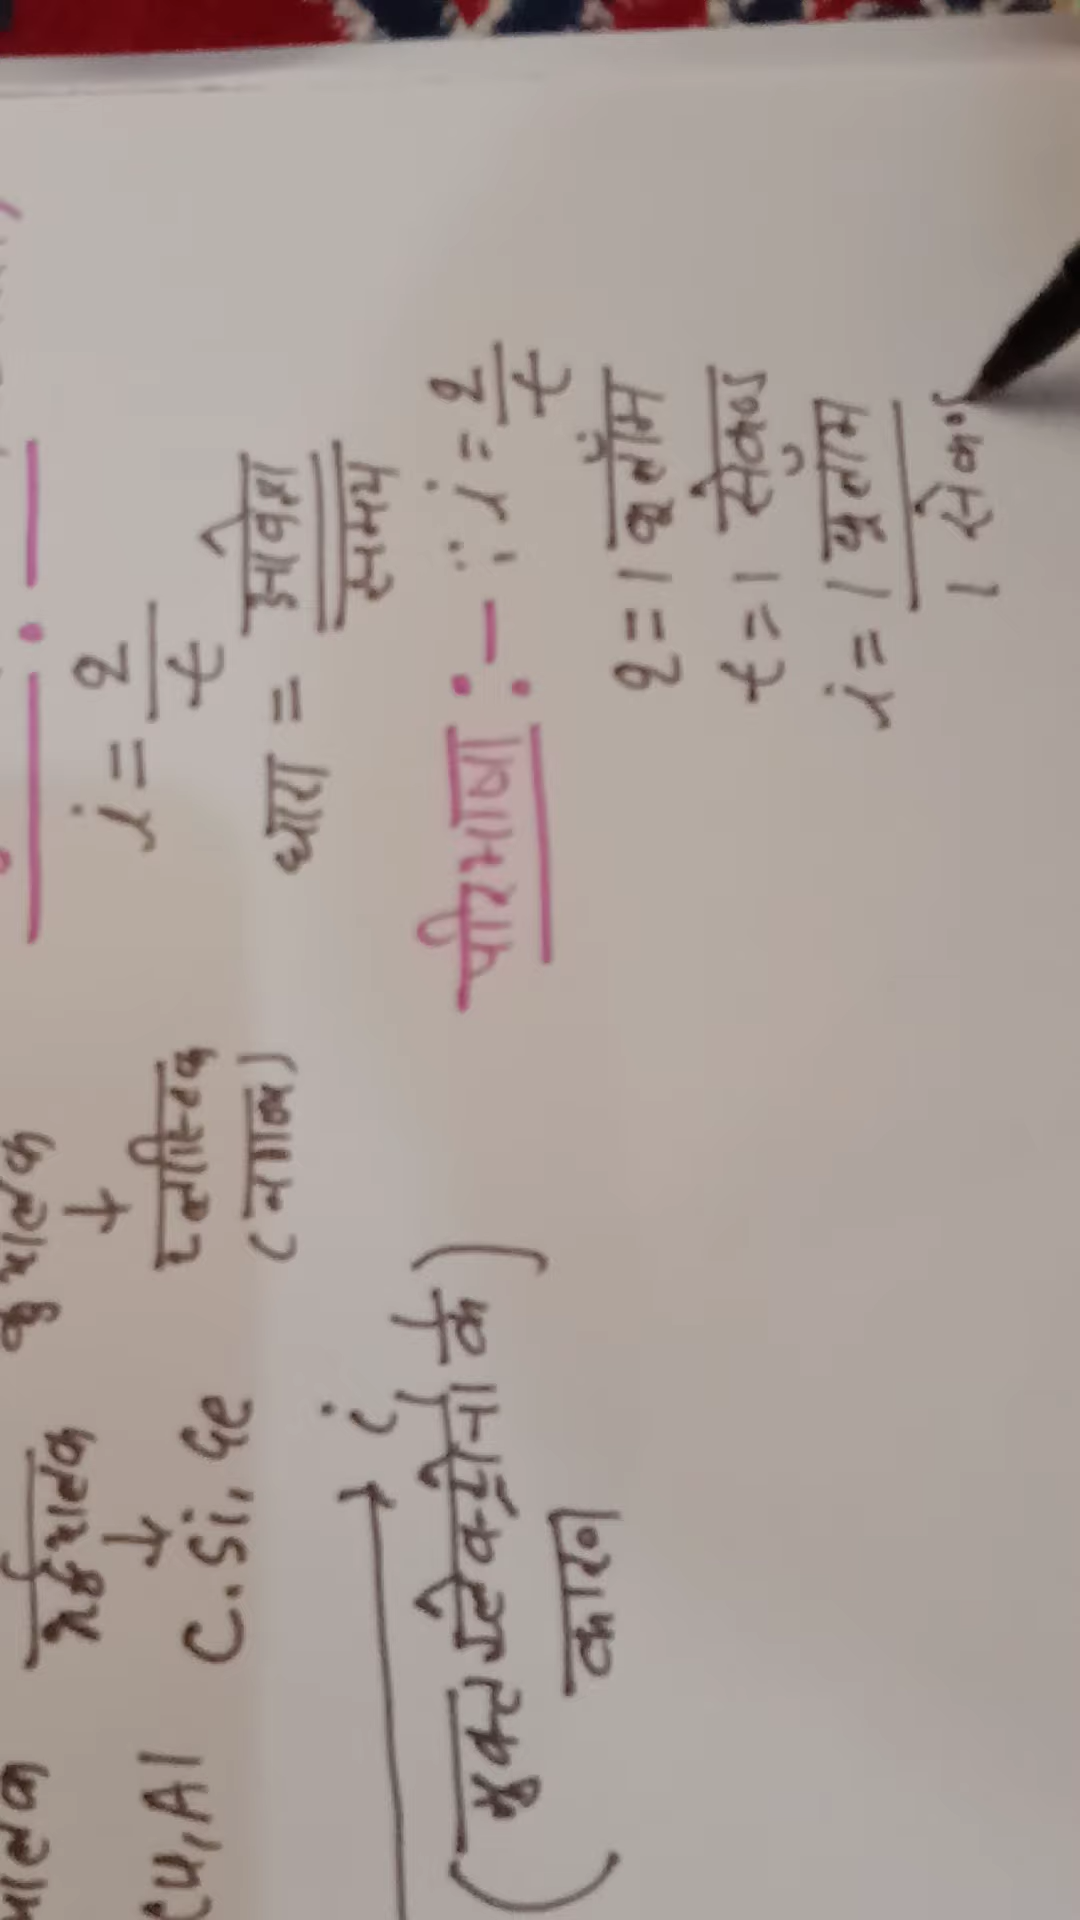 चालक
Cu, Al
अर्द्धचालक
↓
C. Si, Ge
कुचालक
↓
प्लास्टिक
i
(मुक्त इलेक्ट्रॉनों के
कारण
i = q/t
धारा = आवेश/समय
परिभाषा :- ∵ i = q/t
q = 1 कूलॉम
t = 1 सेकण्ड
i = 1 कूलाम/1 सेकण्